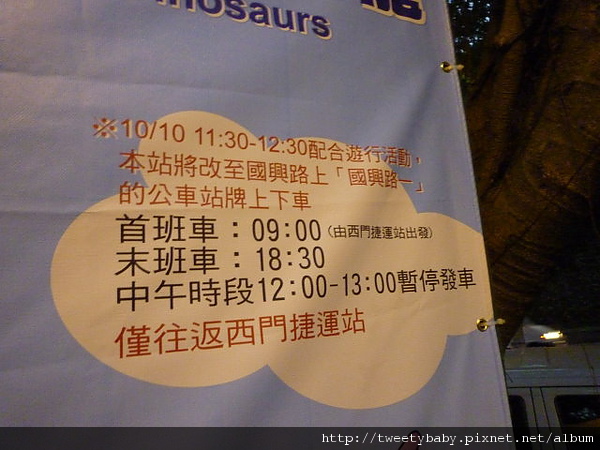 nosaurs
※10/10 11:30-12:30配合遊行活動，
本站將改至國興路上「國興路一」
的公車站牌上下車
首班車：09:00(由西門捷運站出發)
末班車：18:30
中午時段12:00-13:00暫停發車
僅往返西門捷運站
http://tweetybaby.pixnet.net/album